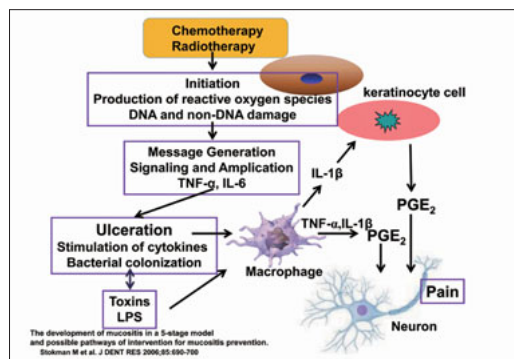 Chemotherapy
Radiotherapy
Initiation
Production of reactive oxygen species
DNA and non-DNA damage
keratinocyte cell
Message Generation
Signaling and Amplication
TNF-α, IL-6
IL-1β
Ulceration
Stimulation of cytokines
Bacterial colonization
TNF-α,IL-1β
PGE2
PGE2
Macrophage
Toxins
LPS
Pain
Neuron
The development of mucositis in a 5-stage model
and possible pathways of intervention for mucositis prevention.
Stokman M et al. J DENT RES 2006;85:690-700